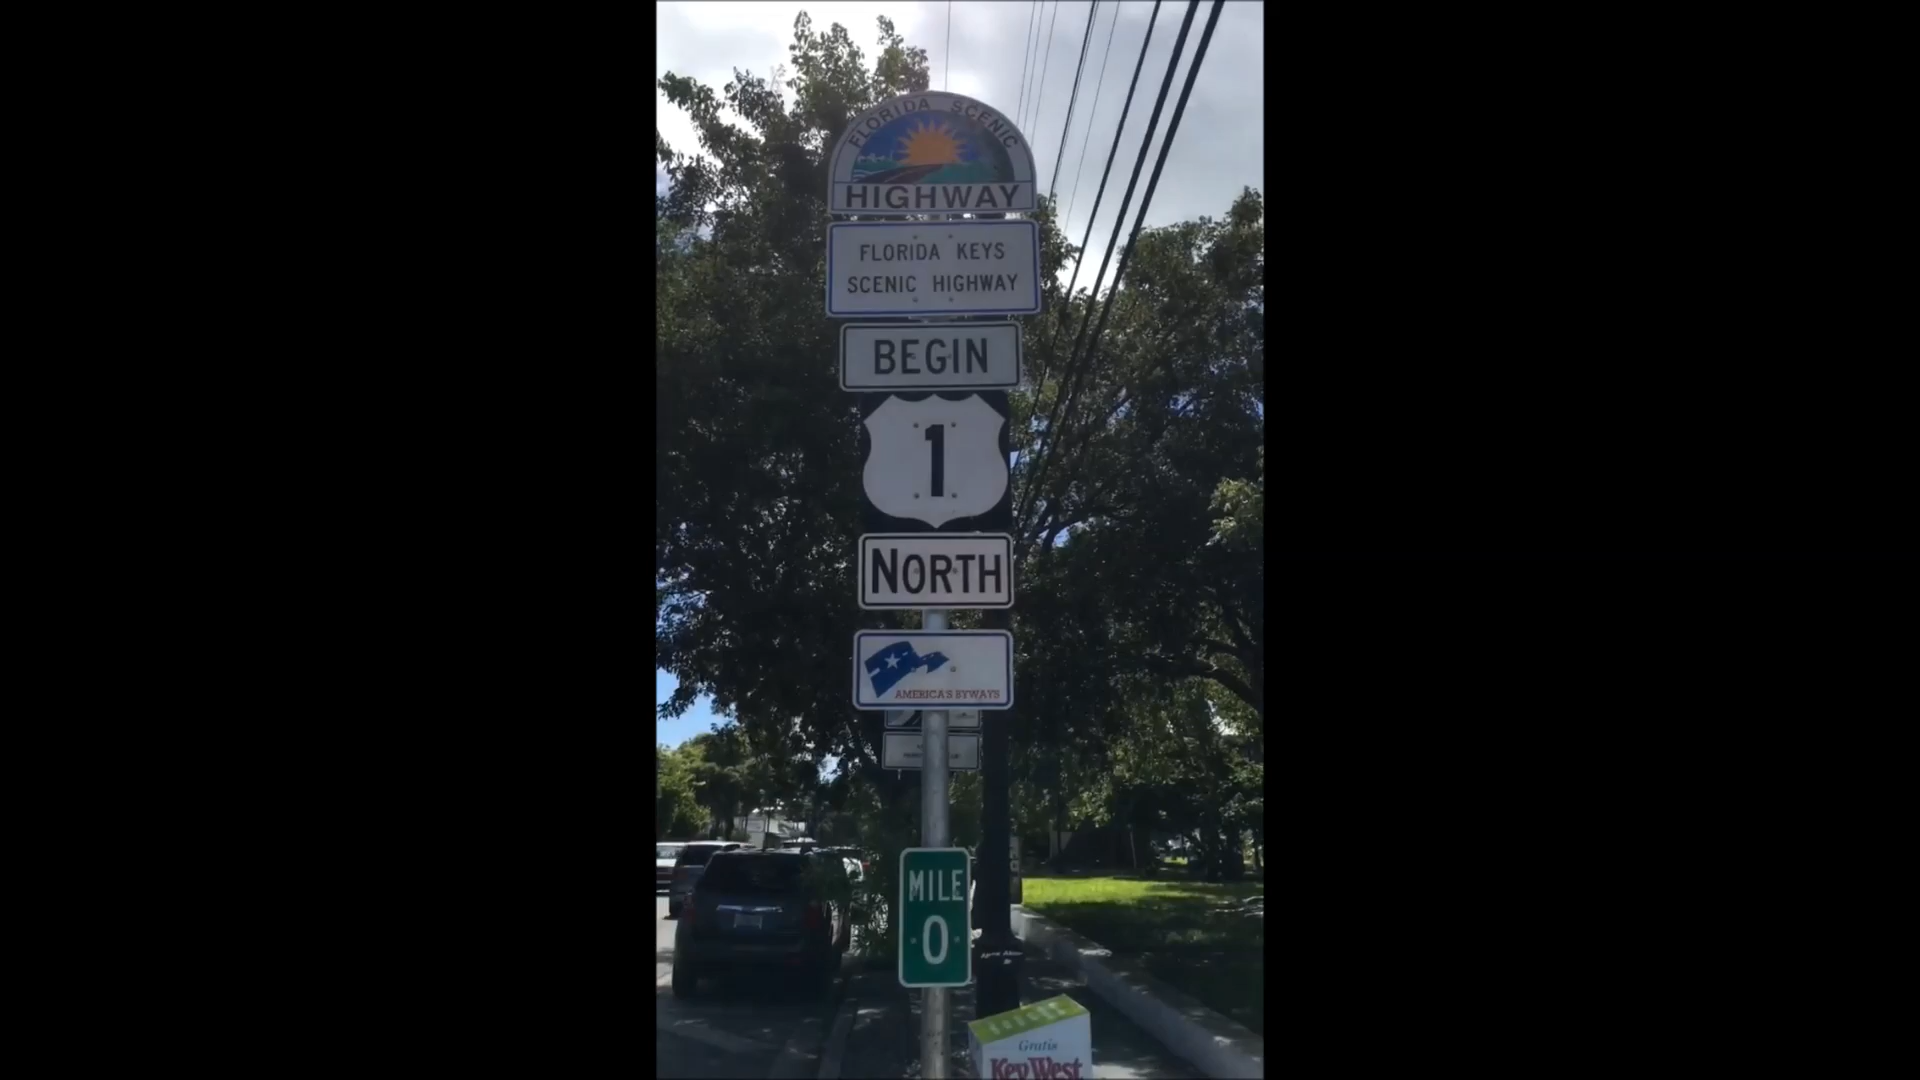 FLORIDA SCENIC
HIGHWAY
FLORIDA KEYS
SCENIC HIGHWAY
BEGIN
1
NORTH
AMERICA'S BYWAYS
MILE
0
Gratis
Key West